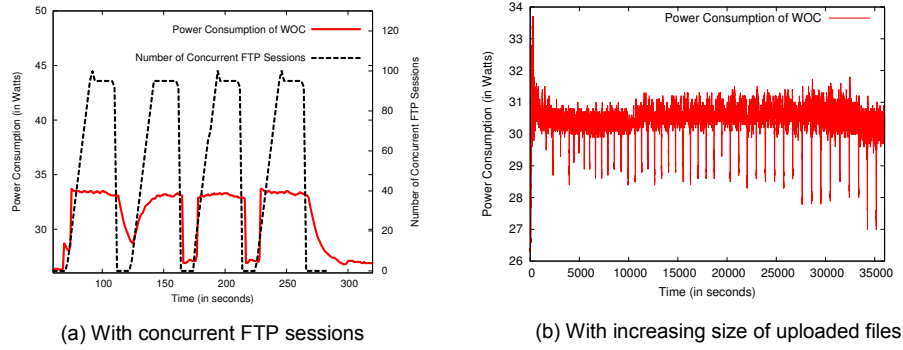 Power Consumption of WOC
Number of Concurrent FTP Sessions
Power Consumption (in Watts)
50
45
40
35
30
120
100
80
60
40
20
0
Number of Concurrent FTP Sessions
100 150 200 250 300
Time (in seconds)
(a) With concurrent FTP sessions
b)
Power Consumption of WOC
Power Consumption (in Watts)
34
33
32
31
30
29
28
27
26
0 5000 10000 15000 20000 25000 30000 35000
Time (in seconds)
(b) With increasing size of uploaded files